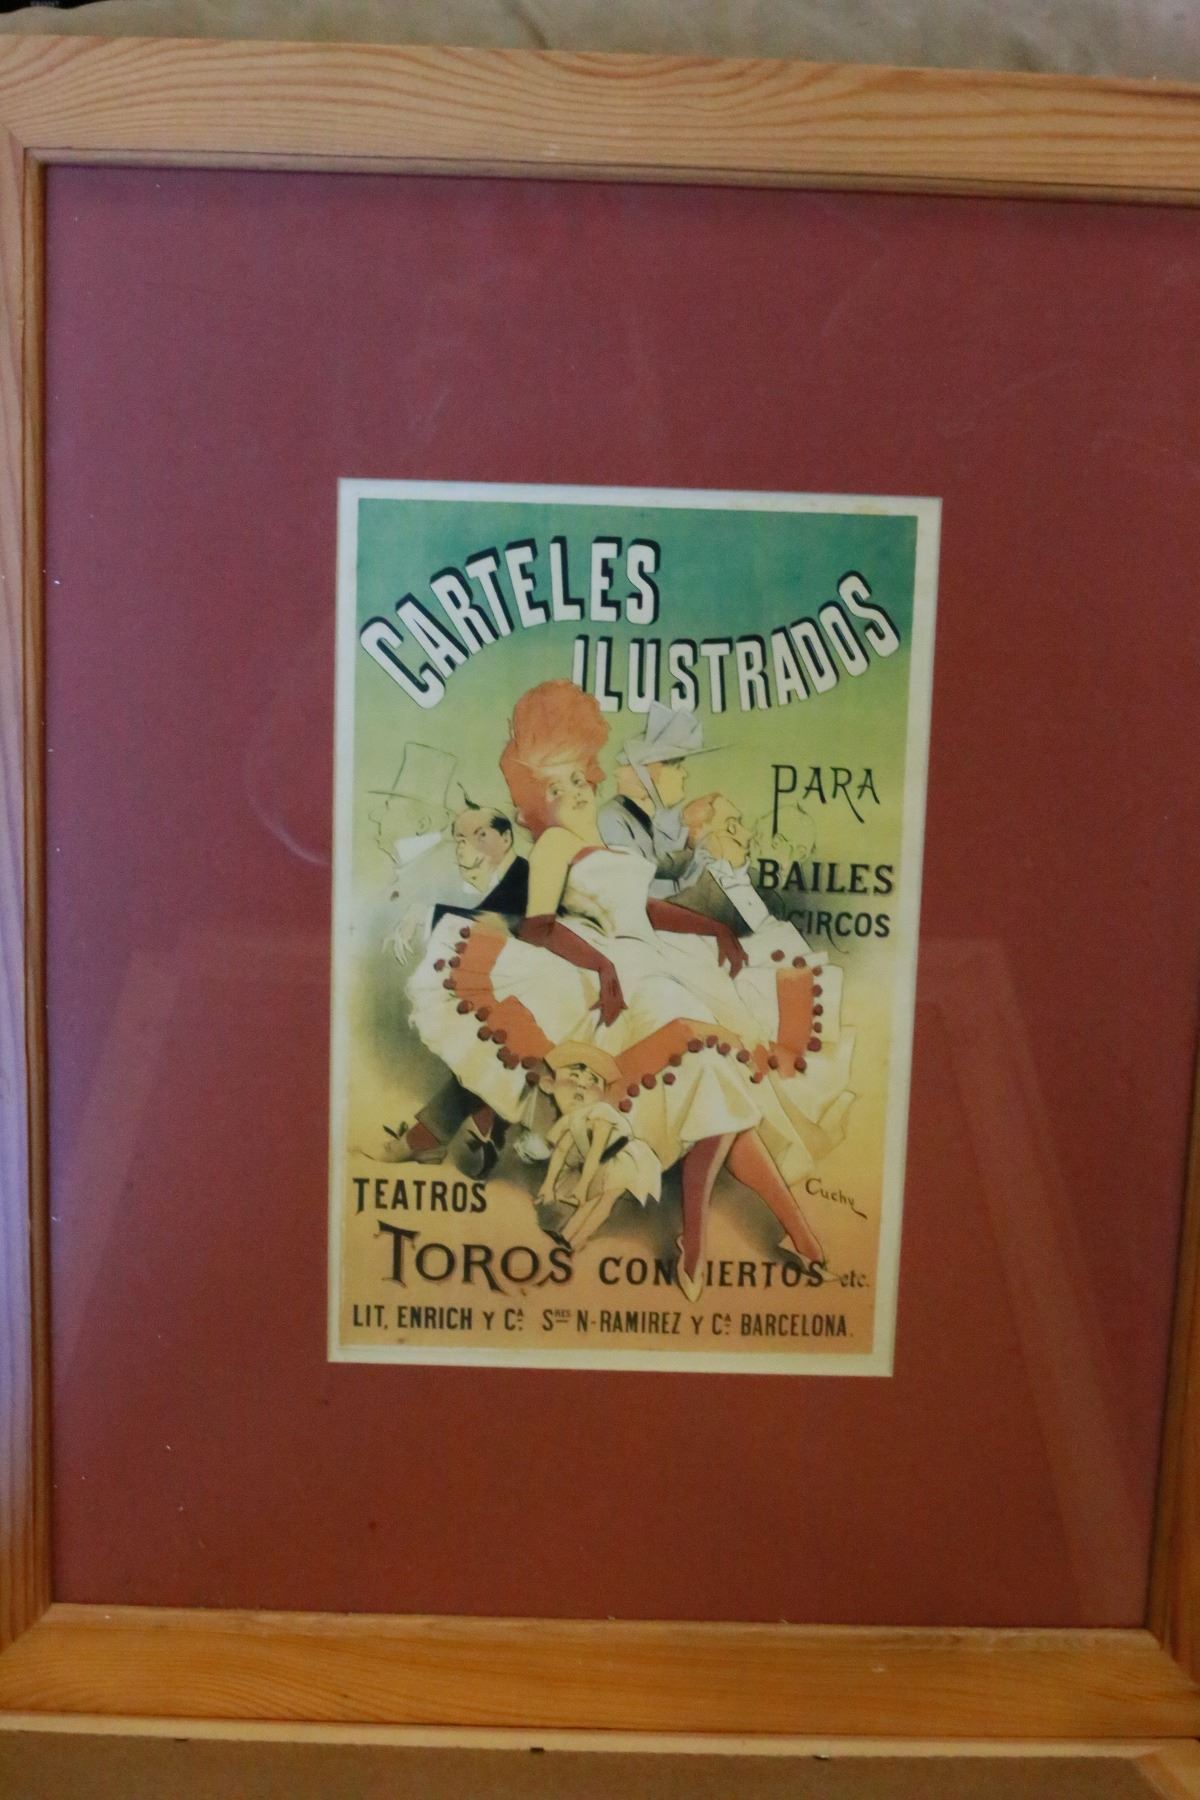 CARTELES
ILUSTRADOS
PARA
BAILES
CIRCOS
Cuchy
TEATROS
TOROS CONCIERTOS etc.
LIT. ENRICH Y Cᴬ. Sᴿᴱˢ N-RAMIREZ Y Cᴬ. BARCELONA.